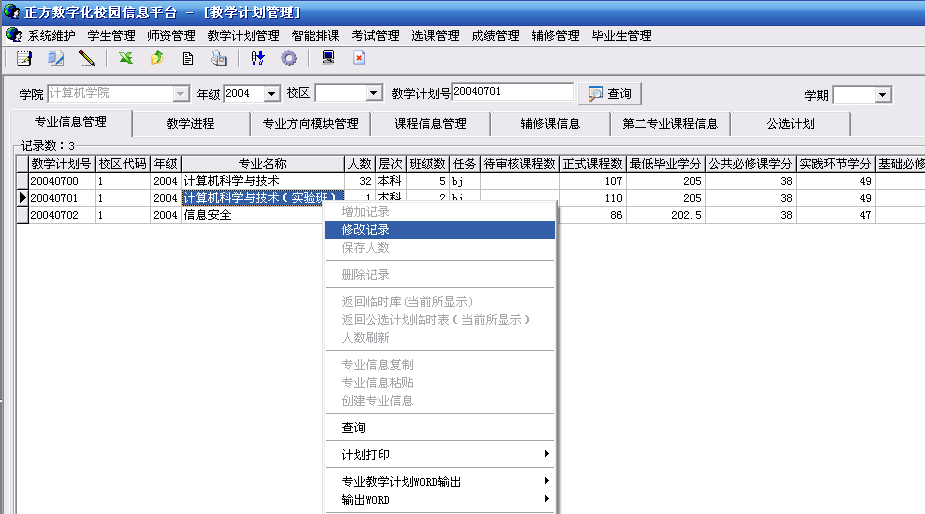 正方数字化校园信息平台 - [教学计划管理]
系统维护 学生管理 师资管理 教学计划管理 智能排课 考试管理 选课管理 成绩管理 辅修管理 毕业生管理
学院 计算机学院 年级 2004 校区 教学计划号 20040701 查询 学期
专业信息管理 教学进程 专业方向模块管理 课程信息管理 辅修课信息 第二专业课程信息 公选计划
记录数：3
教学计划号 校区代码 年级 专业名称 人数 层次 班级数 任务 待审核课程数 正式课程数 最低毕业学分 公共必修课学分 实践环节学分 基础必修
20040700 1 2004 计算机科学与技术 32 本科 5 bj 107 205 38 49
20040701 1 2004 计算机科学与技术（实验班） 1 本科 2 bj 110 205 38 49
20040702 1 2004 信息安全 86 202.5 38 47
增加记录
修改记录
保存人数
删除记录
返回临时库(当前所显示)
返回公选计划临时表（当前所显示）
人数刷新
专业信息复制
专业信息粘贴
创建专业信息
查询
计划打印
专业教学计划WORD输出
输出WORD